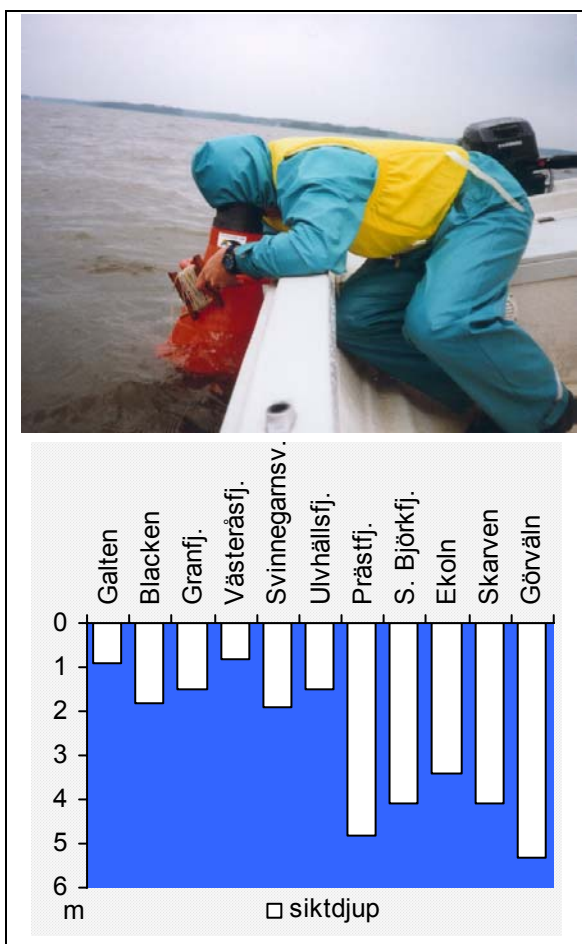 Galten
Blacken
Granfj.
Västeråsfj.
Svinnegarnsv.
Ulvhällsfj.
Prästfj.
S. Björkfj.
Ekoln
Skarven
Görväln
0
1
2
3
4
5
6
m
siktdjup